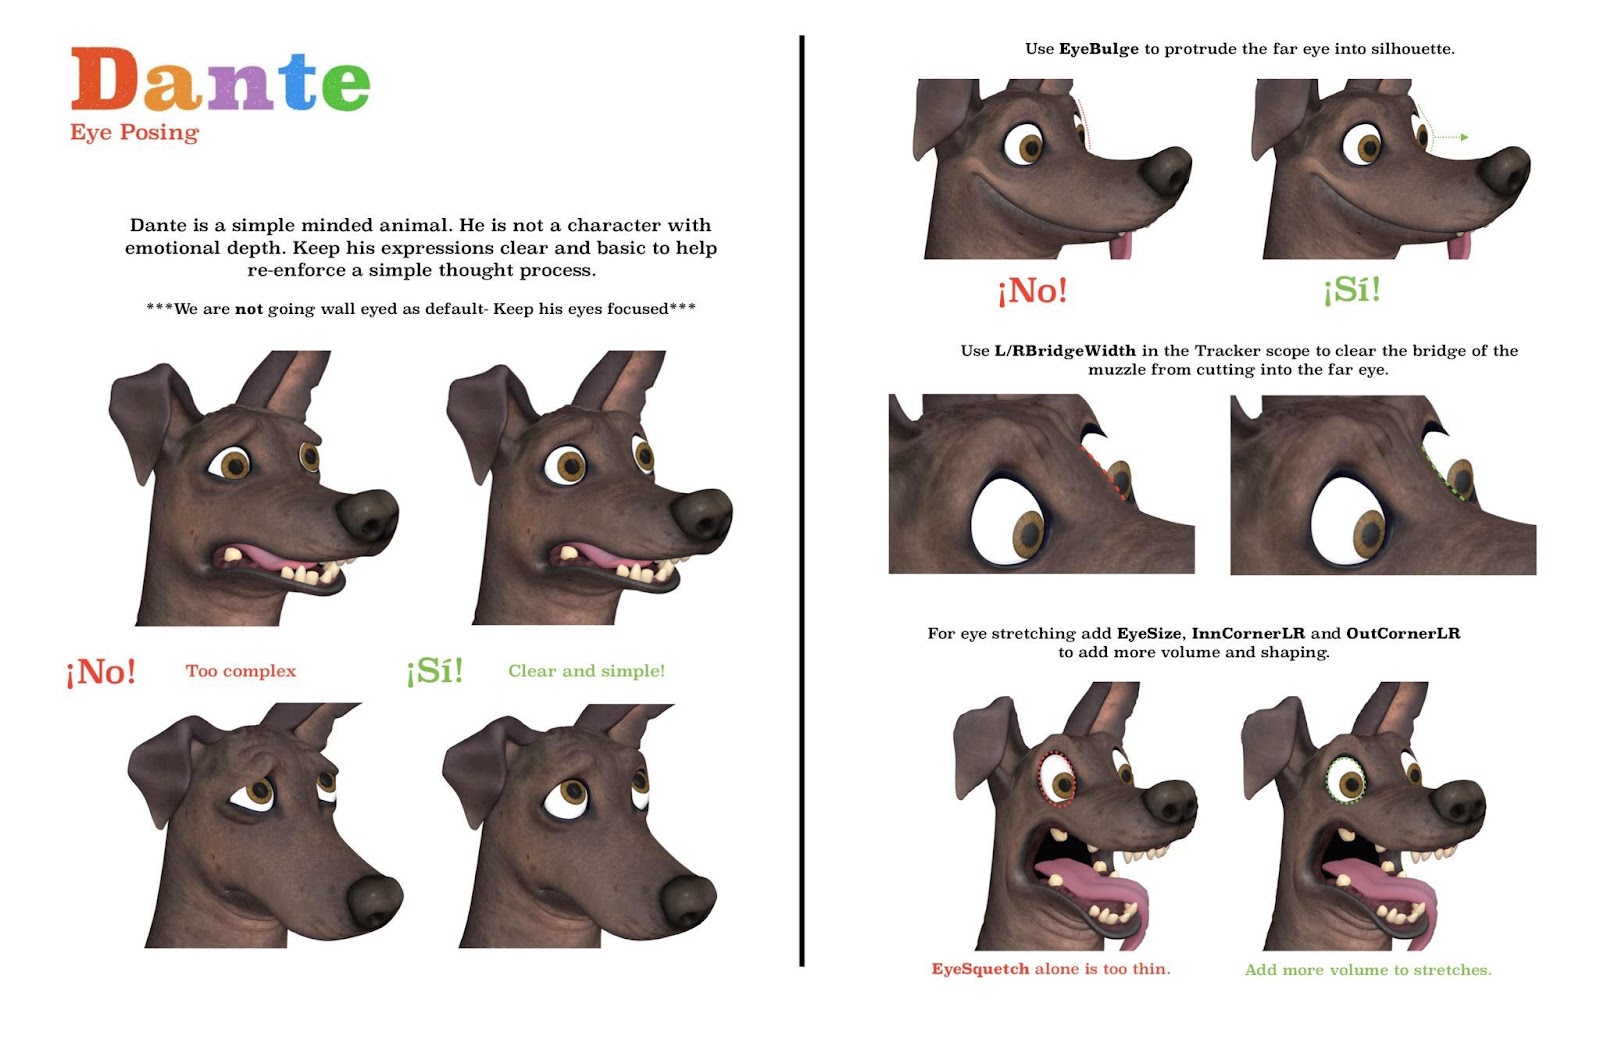 Dante
Eye Posing
Dante is a simple minded animal. He is not a character with
emotional depth. Keep his expressions clear and basic to help
re-enforce a simple thought process.
***We are not going wall eyed as default- Keep his eyes focused***
¡No!
Too complex
¡Sí!
Clear and simple!
Use EyeBulge to protrude the far eye into silhouette.
¡No!
¡Sí!
Use L/RBridgeWidth in the Tracker scope to clear the bridge of the
muzzle from cutting into the far eye.
For eye stretching add EyeSize, InnCornerLR and OutCornerLR
to add more volume and shaping.
EyeSquetch alone is too thin.
Add more volume to stretches.